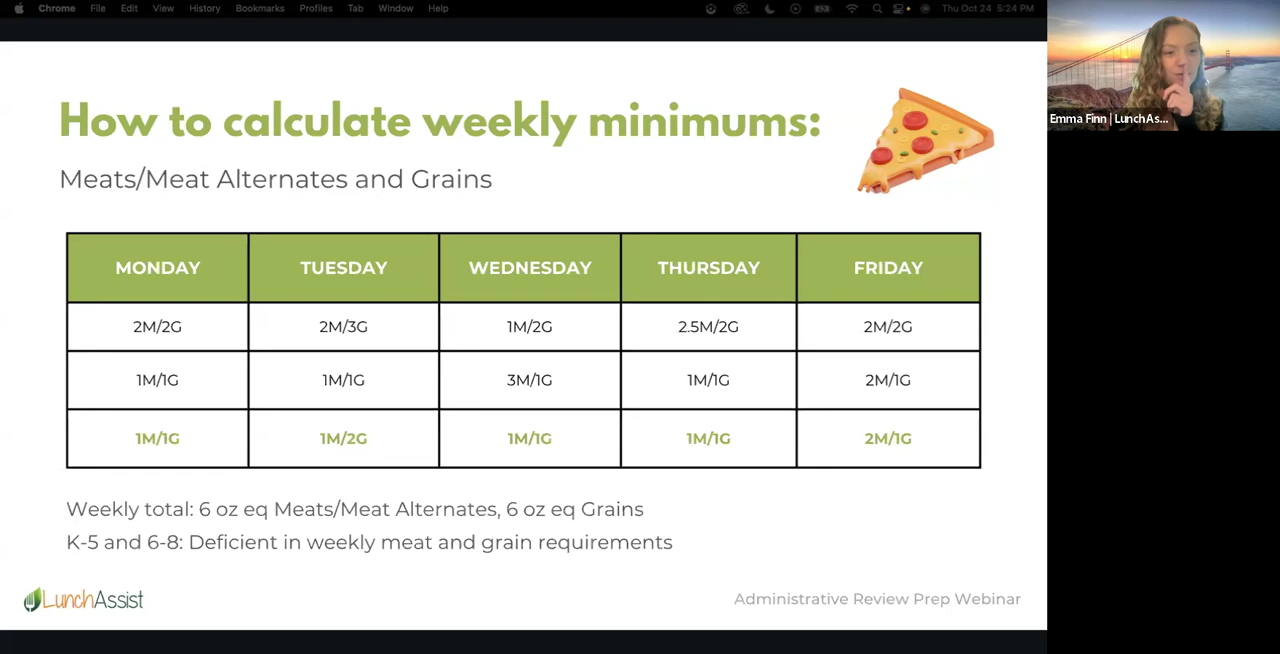 Chrome File Edit View History Bookmarks Profiles Tab Window Help Thu Oct 24 5:24 PM
Emma Finn | LunchAs...
How to calculate weekly minimums:
Meats/Meat Alternates and Grains
MONDAY TUESDAY WEDNESDAY THURSDAY FRIDAY
2M/2G 2M/3G 1M/2G 2.5M/2G 2M/2G
1M/1G 1M/1G 3M/1G 1M/1G 2M/1G
1M/1G 1M/2G 1M/1G 1M/1G 2M/1G
Weekly total: 6 oz eq Meats/Meat Alternates, 6 oz eq Grains
K-5 and 6-8: Deficient in weekly meat and grain requirements
LunchAssist
Administrative Review Prep Webinar